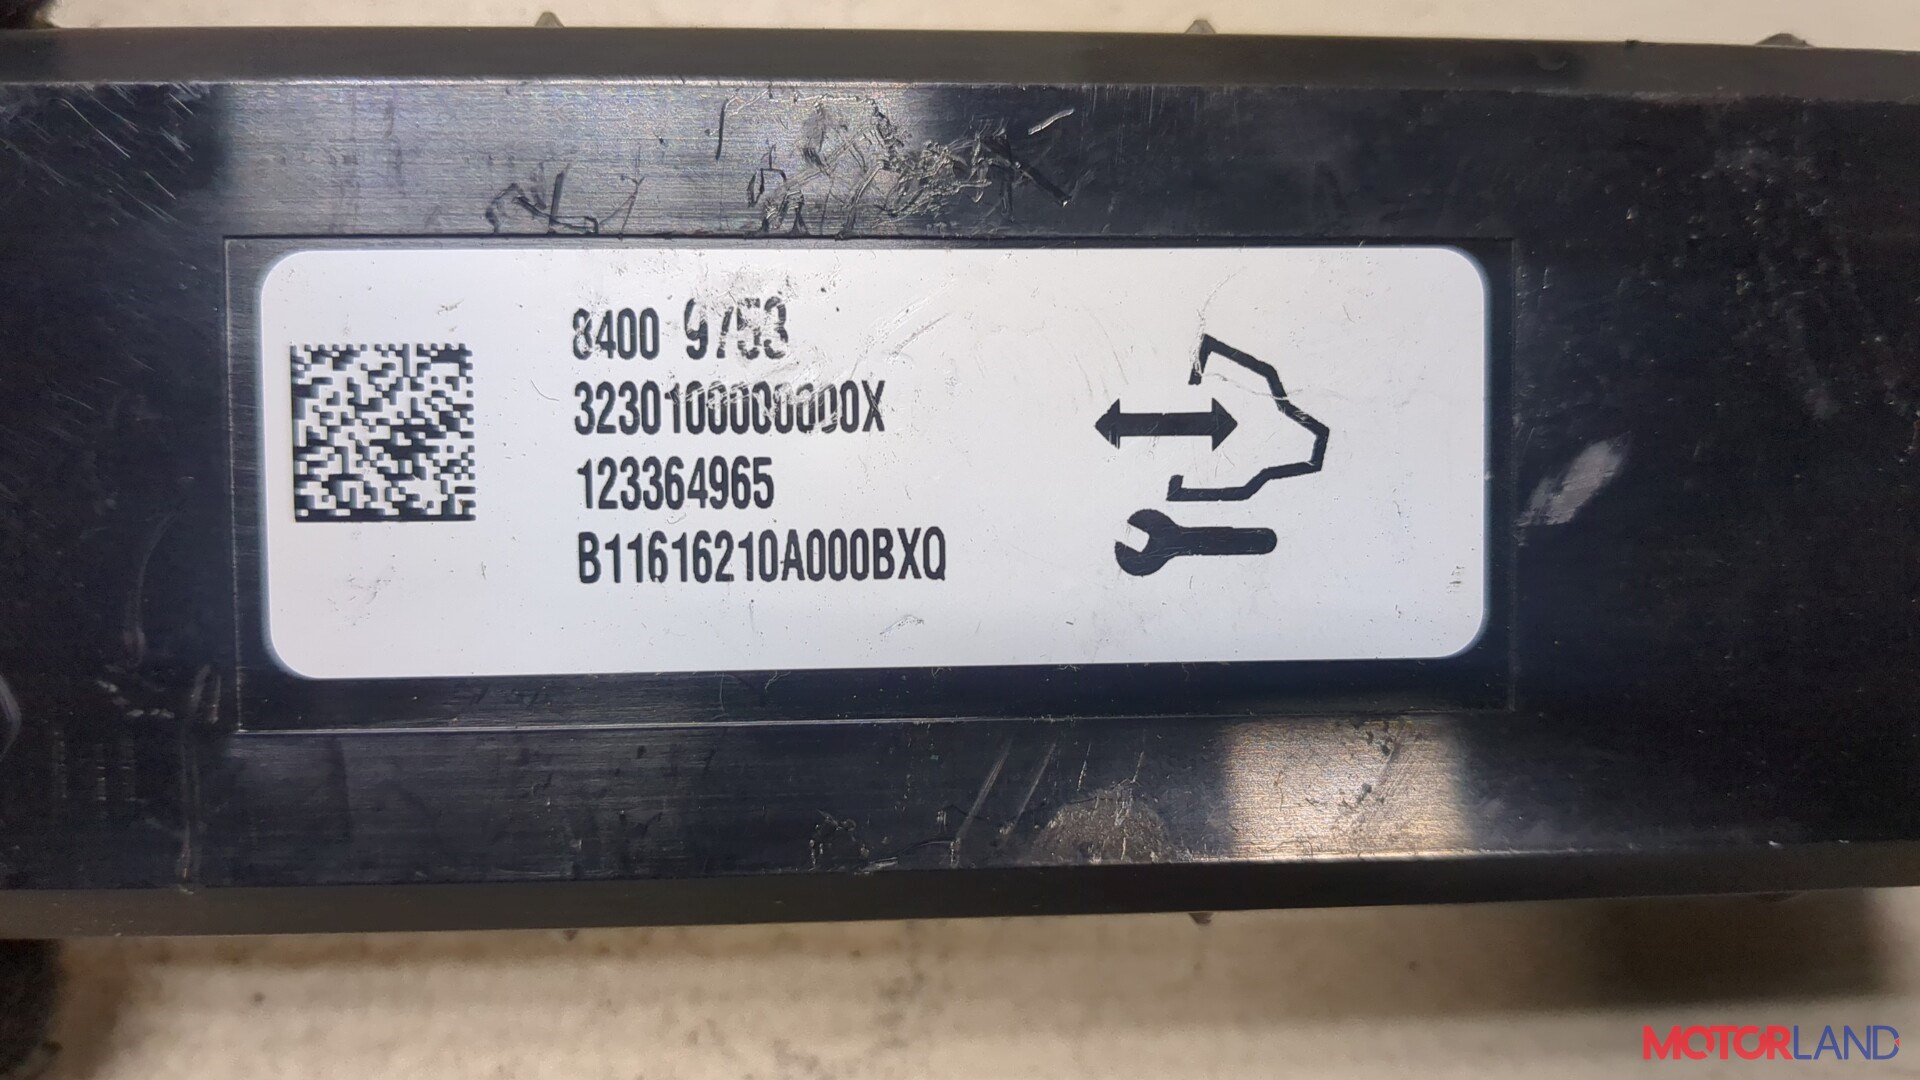 8400 9753
3230100000000X
123364965
B11616210A000BXQ
MOTORLAND